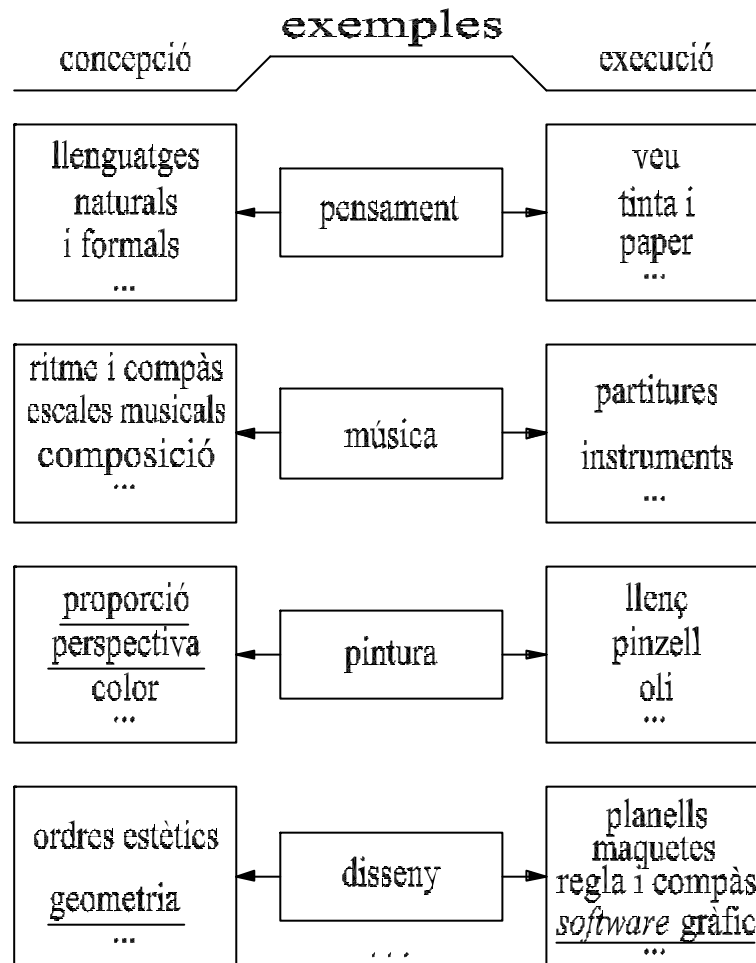 exemples
concepció
execució
llenguatges
naturals
i formals
...
pensament
veu
tinta i
paper
...
ritme i compàs
escales musicals
composició
...
música
partitures
instruments
...
proporció
perspectiva
color
...
pintura
llenç
pinzell
oli
...
ordres estètics
geometria
...
disseny
planells
maquetes
regla i compàs
software gràfic
...
...